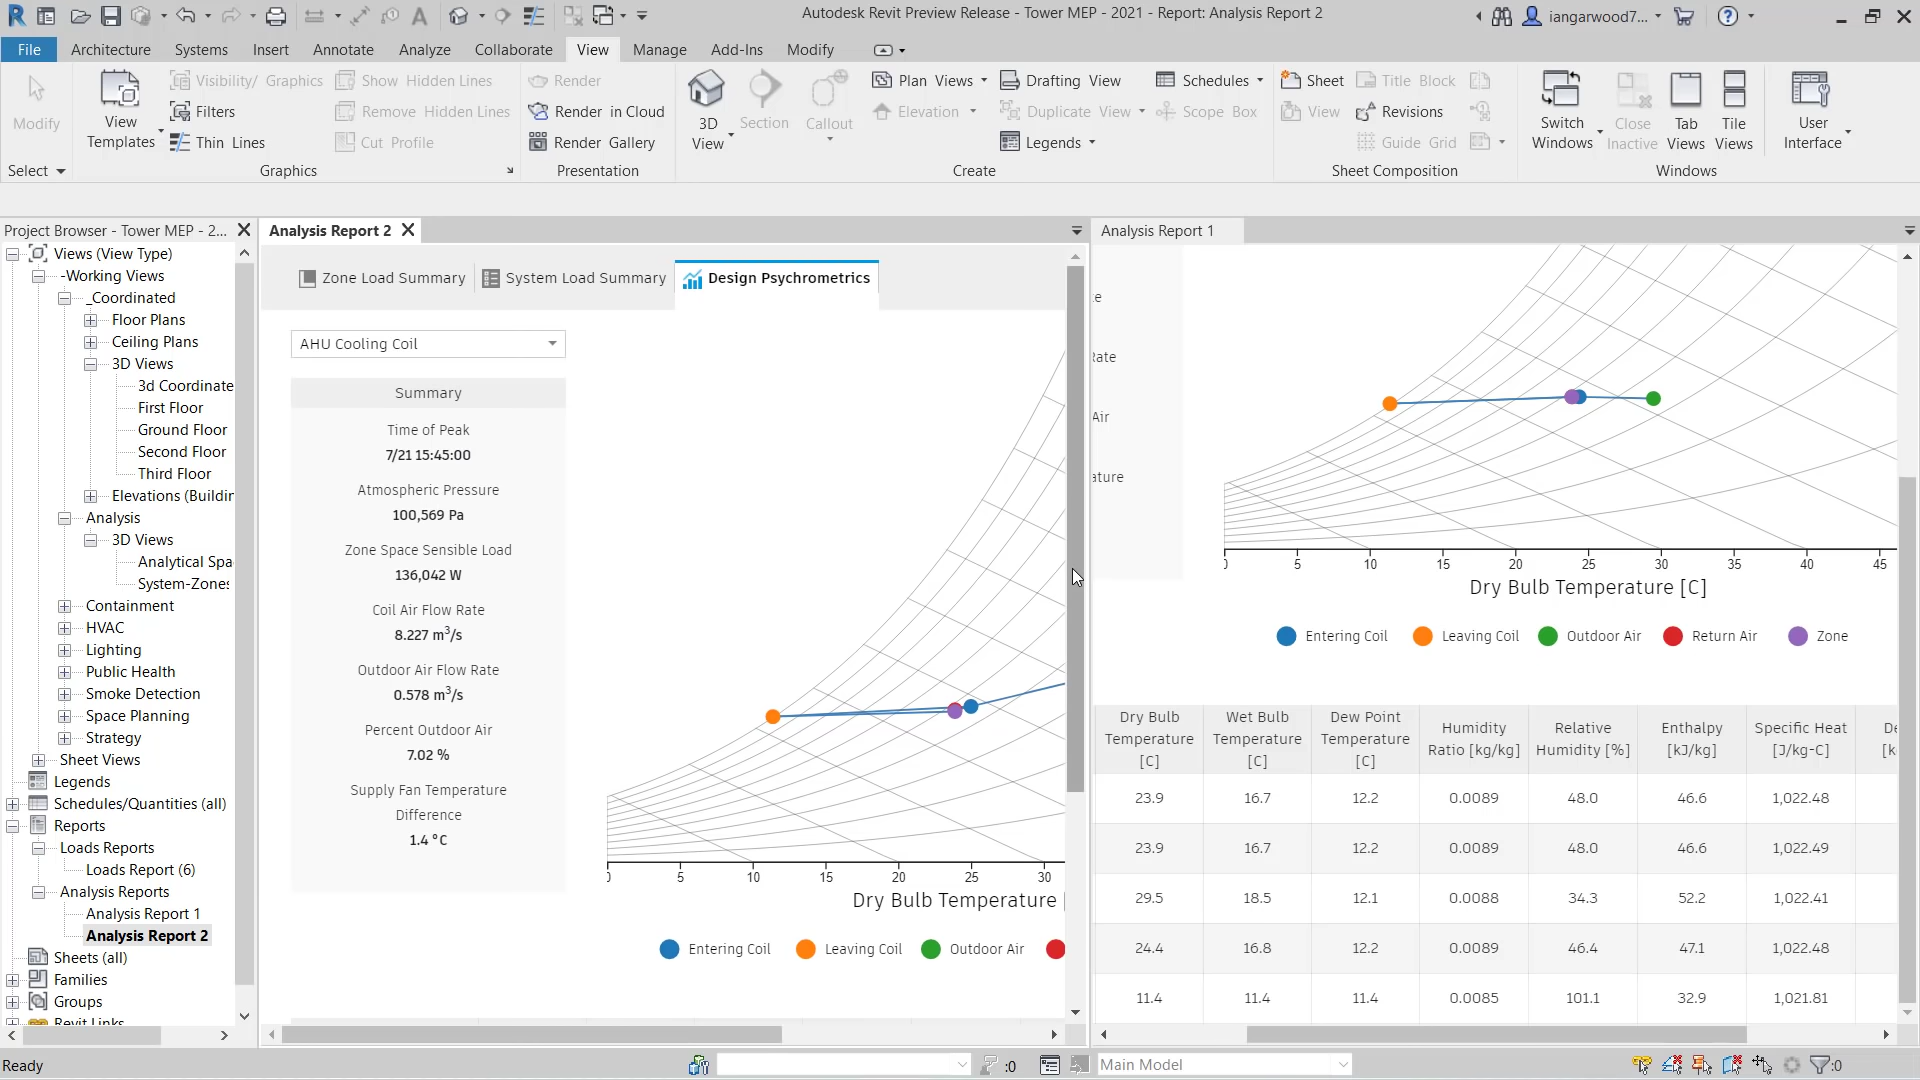 Autodesk Revit Preview Release - Tower MEP - 2021 - Report: Analysis Report 2
iangarwood7...
File Architecture Systems Insert Annotate Analyze Collaborate View Manage Add-Ins Modify
Modify
Select
View Templates
Visibility/ Graphics
Filters
Thin Lines
Show Hidden Lines
Remove Hidden Lines
Cut Profile
Graphics
Render
Render in Cloud
Render Gallery
Presentation
3D View
Section
Callout
Plan Views
Elevation
Drafting View
Duplicate View
Legends
Schedules
Scope Box
Create
Sheet
View
Title Block
Revisions
Guide Grid
Sheet Composition
Switch Windows
Close Inactive
Tab Views
Tile Views
Windows
User Interface
Project Browser - Tower MEP - 2...
Views (View Type)
-Working Views
_Coordinated
Floor Plans
Ceiling Plans
3D Views
3d Coordinate
First Floor
Ground Floor
Second Floor
Third Floor
Elevations (Buildin
Analysis
3D Views
Analytical Spa
System-Zones
Containment
HVAC
Lighting
Public Health
Smoke Detection
Space Planning
Strategy
Sheet Views
Legends
Schedules/Quantities (all)
Reports
Loads Reports
Loads Report (6)
Analysis Reports
Analysis Report 1
Analysis Report 2
Sheets (all)
Families
Groups
Revit Links
Analysis Report 2
Zone Load Summary
System Load Summary
Design Psychrometrics
AHU Cooling Coil
Summary
Time of Peak
7/21 15:45:00
Atmospheric Pressure
100,569 Pa
Zone Space Sensible Load
136,042 W
Coil Air Flow Rate
8.227 m³/s
Outdoor Air Flow Rate
0.578 m³/s
Percent Outdoor Air
7.02 %
Supply Fan Temperature
Difference
1.4 °C
0 5 10 15 20 25 30
Dry Bulb Temperature [
Entering Coil Leaving Coil Outdoor Air
Analysis Report 1
e
Rate
Air
ature
0 5 10 15 20 25 30 35 40 45
Dry Bulb Temperature [C]
Entering Coil Leaving Coil Outdoor Air Return Air Zone
Dry Bulb Temperature [C] Wet Bulb Temperature [C] Dew Point Temperature [C] Humidity Ratio [kg/kg] Relative Humidity [%] Enthalpy [kJ/kg] Specific Heat [J/kg-C] De [k
23.9 16.7 12.2 0.0089 48.0 46.6 1,022.48
23.9 16.7 12.2 0.0089 48.0 46.6 1,022.49
29.5 18.5 12.1 0.0088 34.3 52.2 1,022.41
24.4 16.8 12.2 0.0089 46.4 47.1 1,022.48
11.4 11.4 11.4 0.0085 101.1 32.9 1,021.81
Ready
:0
Main Model
:0